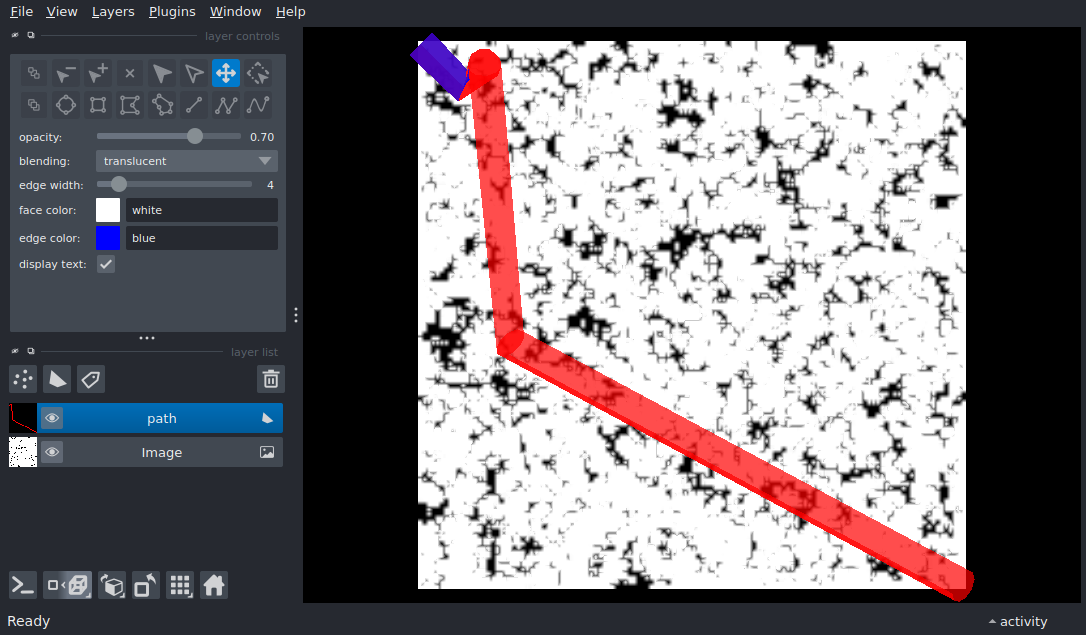 File View Layers Plugins Window Help
layer controls
opacity: 0.70
blending: translucent
edge width: 4
face color: white
edge color: blue
display text:
layer list
path
Image
Ready activity